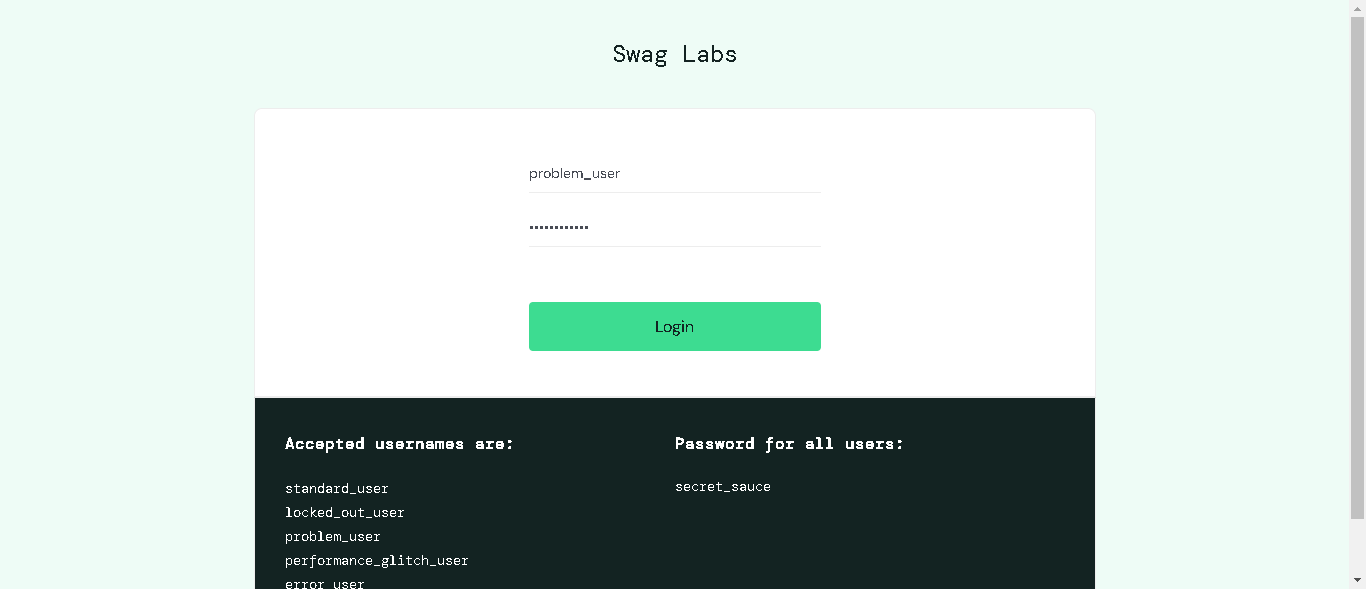 Swag Labs
problem_user
••••••••••••
Login
Accepted usernames are:
standard_user
locked_out_user
problem_user
performance_glitch_user
error_user
Password for all users:
secret_sauce